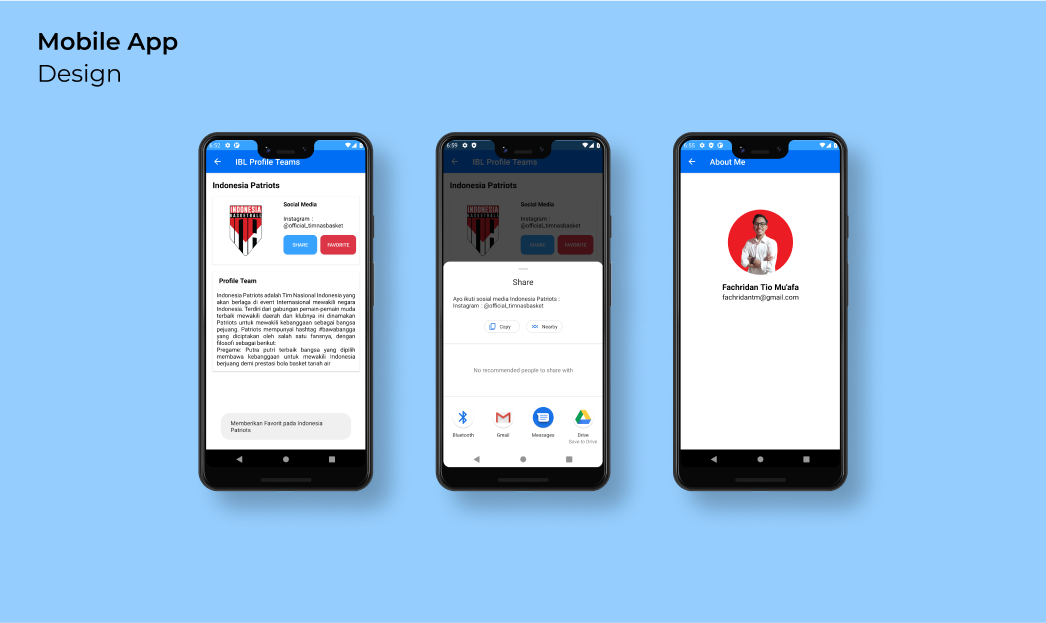 Mobile App
Design
6:52
IBL Profile Teams
Indonesia Patriots
INDONESIA
BASKETBALL
Social Media
Instagram :
@official_timnasbasket
SHARE
FAVORITE
Profile Team
Indonesia Patriots adalah Tim Nasional Indonesia yang
akan berlaga di event Internasional mewakili negara
Indonesia. Terdiri dari gabungan pemain-pemain muda
terbaik mewakili daerah dan klubnya ini dinamakan
Patriots untuk mewakili kebanggaan sebagai bangsa
pejuang. Patriots mempunyai hashtag #bawabangga
yang diciptakan oleh salah satu fansnya, dengan
filosofi sebagai berikut:
Pregame: Putra putri terbaik bangsa yang dipilih
membawa kebanggaan untuk mewakili Indonesia
berjuang demi prestasi bola basket tanah air
Memberikan Favorit pada Indonesia
Patriots
6:59
IBL Profile Teams
Indonesia Patriots
INDONESIA
BASKETBALL
Social Media
Instagram :
@official_timnasbasket
SHARE
FAVORITE
Share
Ayo ikuti sosial media Indonesia Patriots :
Instagram : @official_timnasbasket
Copy
Nearby
No recommended people to share with
Bluetooth
Gmail
Messages
Drive
Save to Drive
6:55
About Me
Fachridan Tio Mu'afa
fachridantm@gmail.com